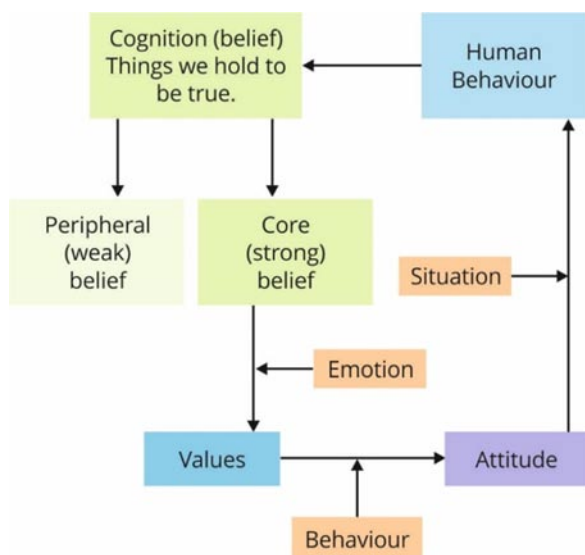 Cognition (belief)
Things we hold to
be true.
Human
Behaviour
Peripheral
(weak)
belief
Core
(strong)
belief
Situation
Emotion
Values
Attitude
Behaviour